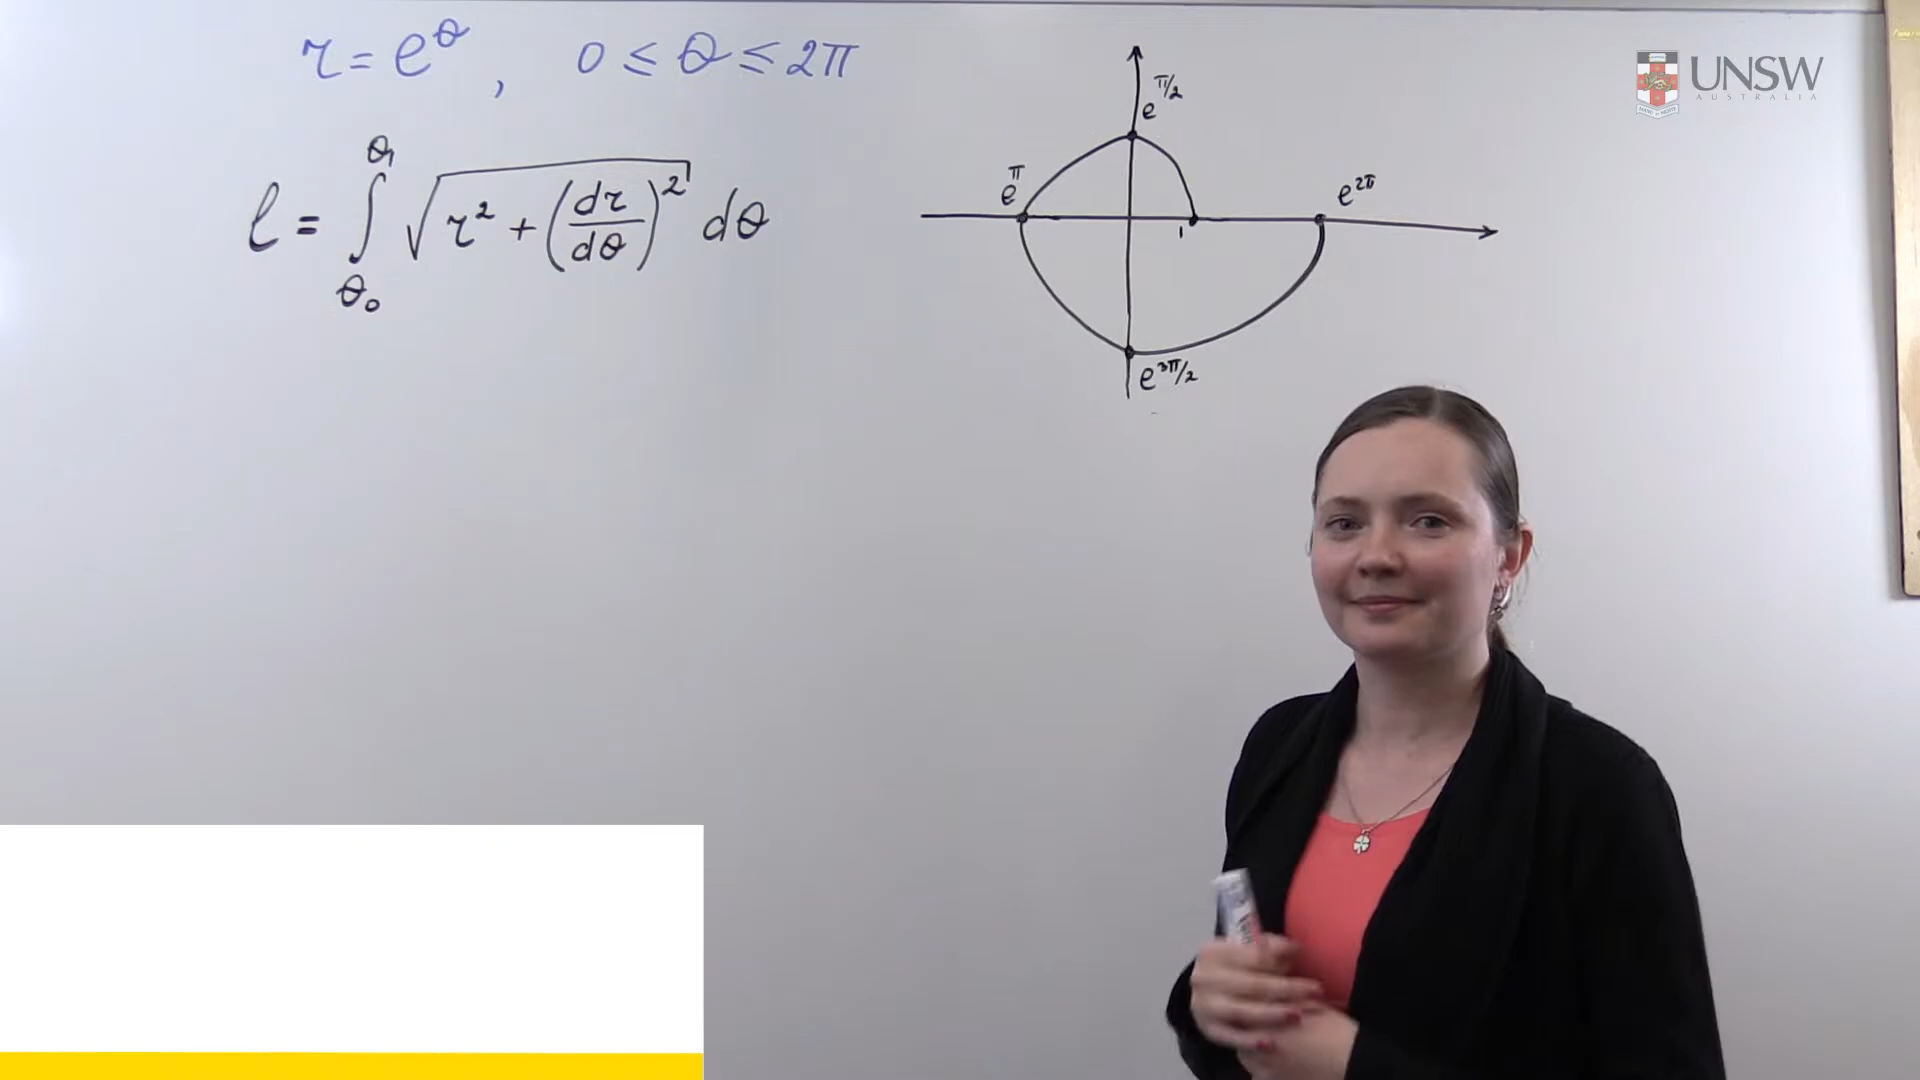 r = e^θ , 0 ≤ θ ≤ 2π
l = ∫_{θ₀}^{θ₁} √(r² + (dr/dθ)²) dθ
e^{π/2}
e^π
1
e^{2π}
e^{3π/2}
UNSW
AUSTRALIA